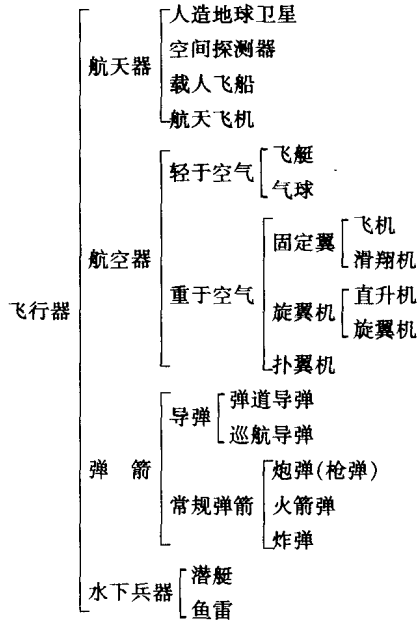 飞行器
航天器
人造地球卫星
空间探测器
载人飞船
航天飞机
航空器
轻于空气
飞艇
气球
重于空气
固定翼
飞机
滑翔机
旋翼机
直升机
旋翼机
扑翼机
弹 箭
导弹
弹道导弹
巡航导弹
常规弹箭
炮弹(枪弹)
火箭弹
炸弹
水下兵器
潜艇
鱼雷